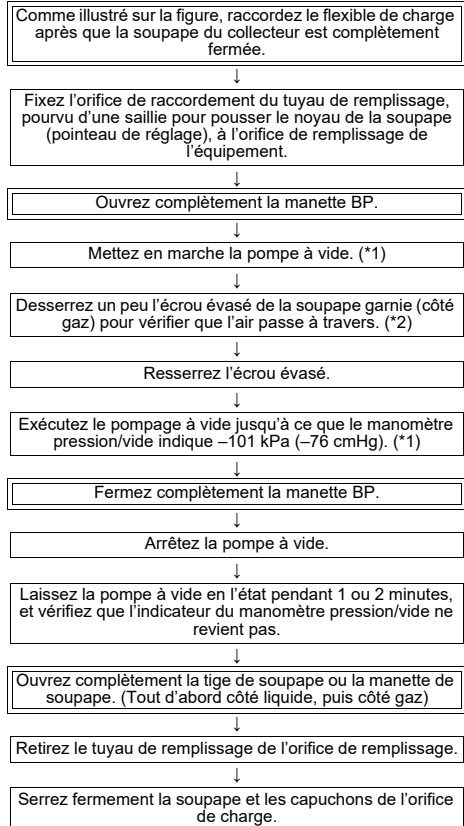 Comme illustré sur la figure, raccordez le flexible de charge
après que la soupape du collecteur est complètement
fermée.
↓
Fixez l’orifice de raccordement du tuyau de remplissage,
pourvu d’une saillie pour pousser le noyau de la soupape
(pointeau de réglage), à l’orifice de remplissage de
l’équipement.
↓
Ouvrez complètement la manette BP.
↓
Mettez en marche la pompe à vide. (*1)
↓
Desserrez un peu l’écrou évasé de la soupape garnie (côté
gaz) pour vérifier que l’air passe à travers. (*2)
↓
Resserrez l’écrou évasé.
↓
Exécutez le pompage à vide jusqu’à ce que le manomètre
pression/vide indique –101 kPa (–76 cmHg). (*1)
↓
Fermez complètement la manette BP.
↓
Arrêtez la pompe à vide.
↓
Laissez la pompe à vide en l’état pendant 1 ou 2 minutes,
et vérifiez que l’indicateur du manomètre pression/vide ne
revient pas.
↓
Ouvrez complètement la tige de soupape ou la manette de
soupape. (Tout d’abord côté liquide, puis côté gaz)
↓
Retirez le tuyau de remplissage de l’orifice de remplissage.
↓
Serrez fermement la soupape et les capuchons de l’orifice
de charge.